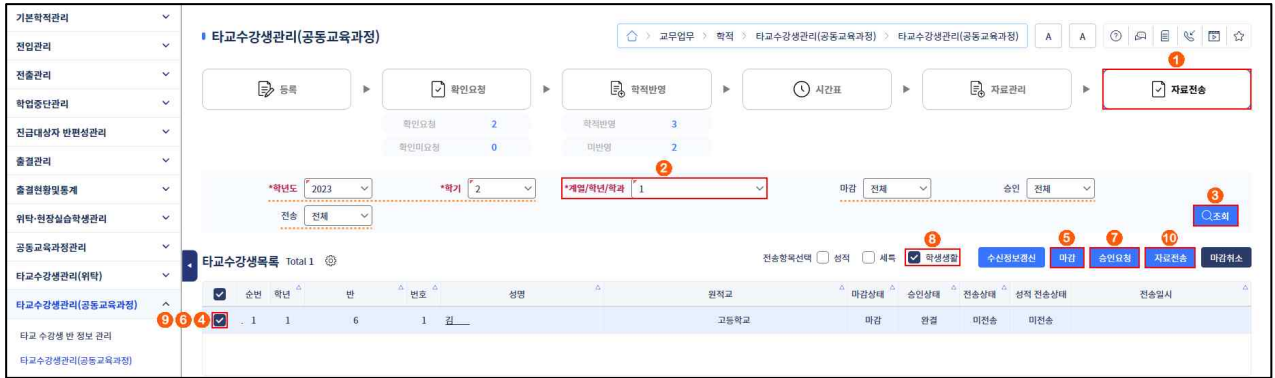 기본학적관리
전입관리
전출관리
학업중단관리
진급대상자 반편성관리
출결관리
출결현황및통계
위탁·현장실습학생관리
공동교육과정관리
타교수강생관리(위탁)
타교수강생관리(공동교육과정)
타교 수강생 반 정보 관리
타교수강생관리(공동교육과정)
타교수강생관리(공동교육과정)
교무업무 > 학적 > 타교수강생관리(공동교육과정) > 타교수강생관리(공동교육과정)
A A
1
등록 ▶ 확인요청 ▶ 학적반영 ▶ 시간표 ▶ 자료관리 ▶ 자료전송
확인요청 2 학적반영 3
확인미요청 0 미반영 2
2
*학년도 2023 *학기 2 *계열/학년/학과 1 마감 전체 승인 전체
3
전송 전체 조회
8 5 7 10
타교수강생목록 Total 1 전송항목선택 성적 세특 학생생활 수신정보갱신 마감 승인요청 자료전송 마감취소
순번 학년 반 번호 성명 원적교 마감상태 승인상태 전송상태 성적 전송상태 전송일시
9 6 4 1 1 6 1 김 고등학교 마감 완결 미전송 미전송